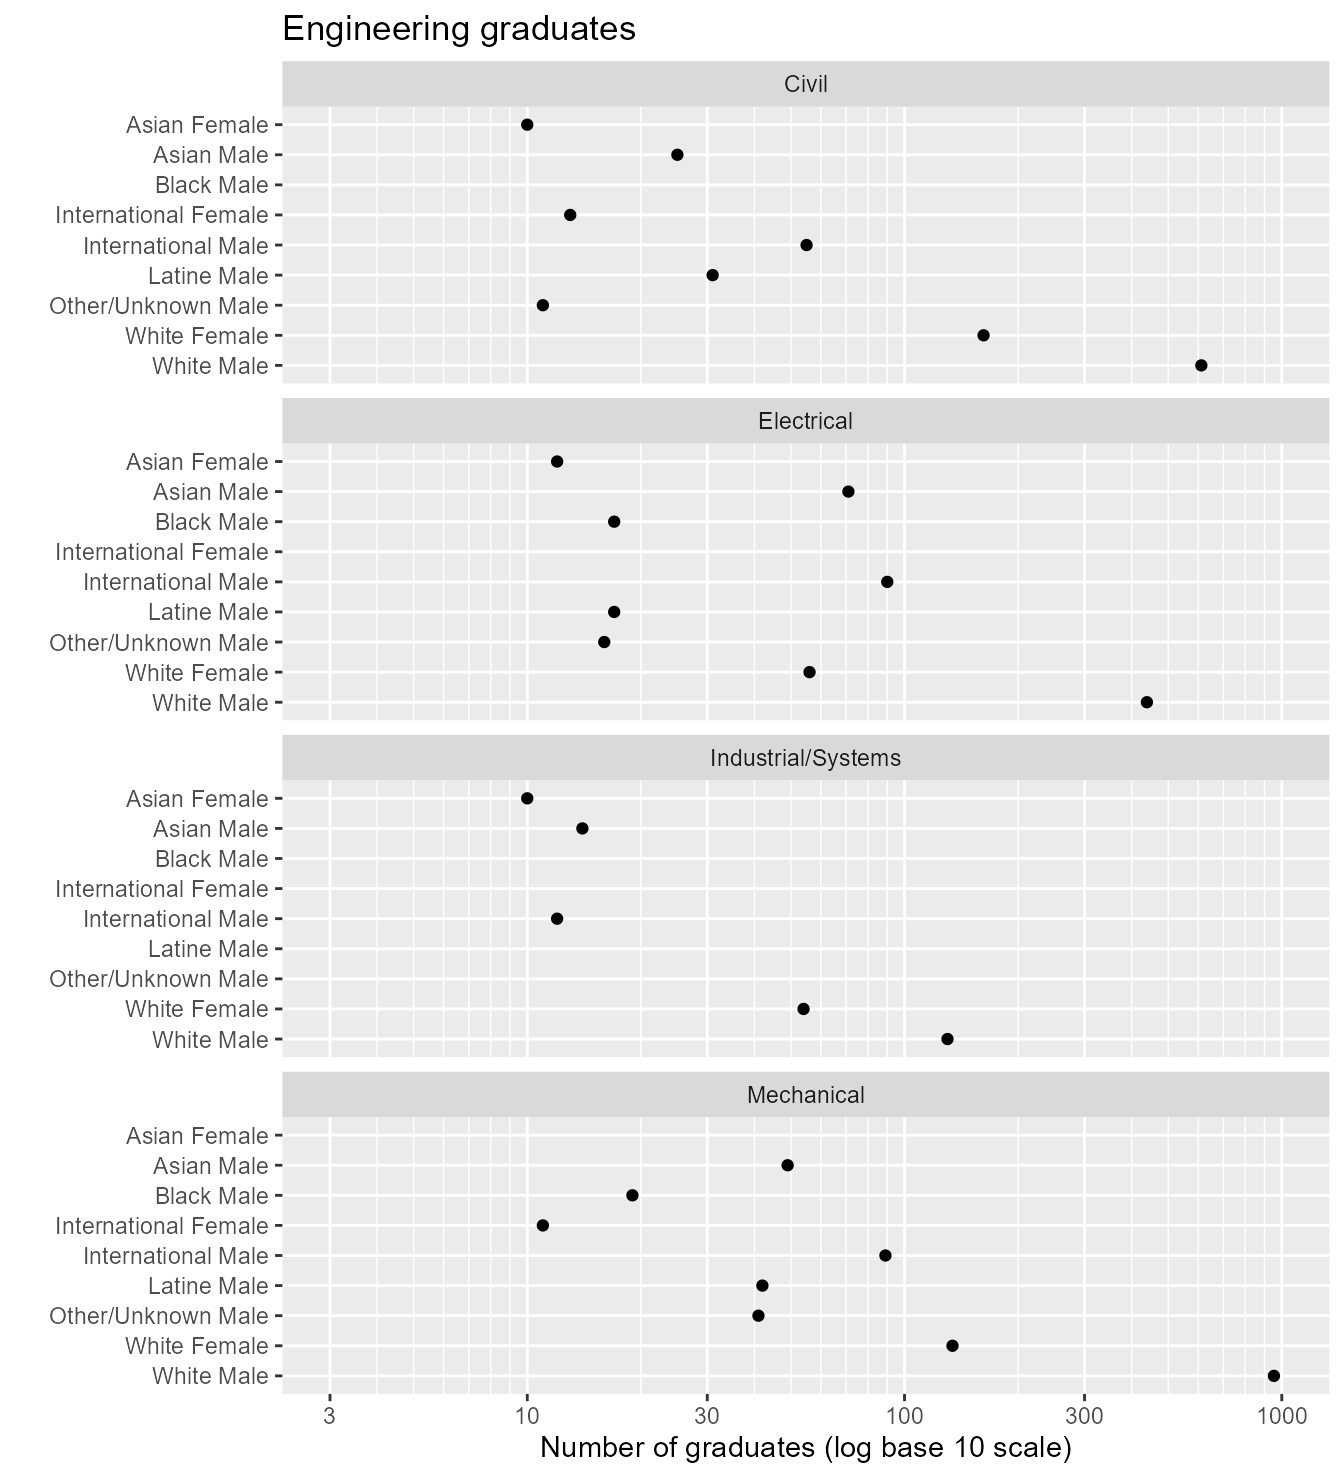 Engineering graduates
Civil
Asian Female
Asian Male
Black Male
International Female
International Male
Latine Male
Other/Unknown Male
White Female
White Male
Electrical
Asian Female
Asian Male
Black Male
International Female
International Male
Latine Male
Other/Unknown Male
White Female
White Male
Industrial/Systems
Asian Female
Asian Male
Black Male
International Female
International Male
Latine Male
Other/Unknown Male
White Female
White Male
Mechanical
Asian Female
Asian Male
Black Male
International Female
International Male
Latine Male
Other/Unknown Male
White Female
White Male
3 10 30 100 300 1000
Number of graduates (log base 10 scale)